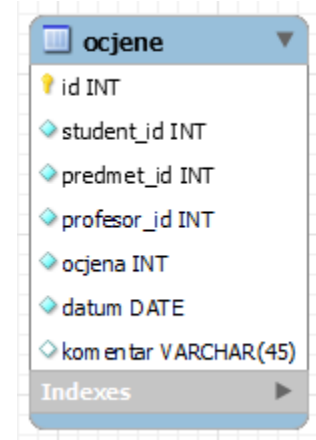 ocjene
id INT
student_id INT
predmet_id INT
profesor_id INT
ocjena INT
datum DATE
komentar VARCHAR(45)
Indexes